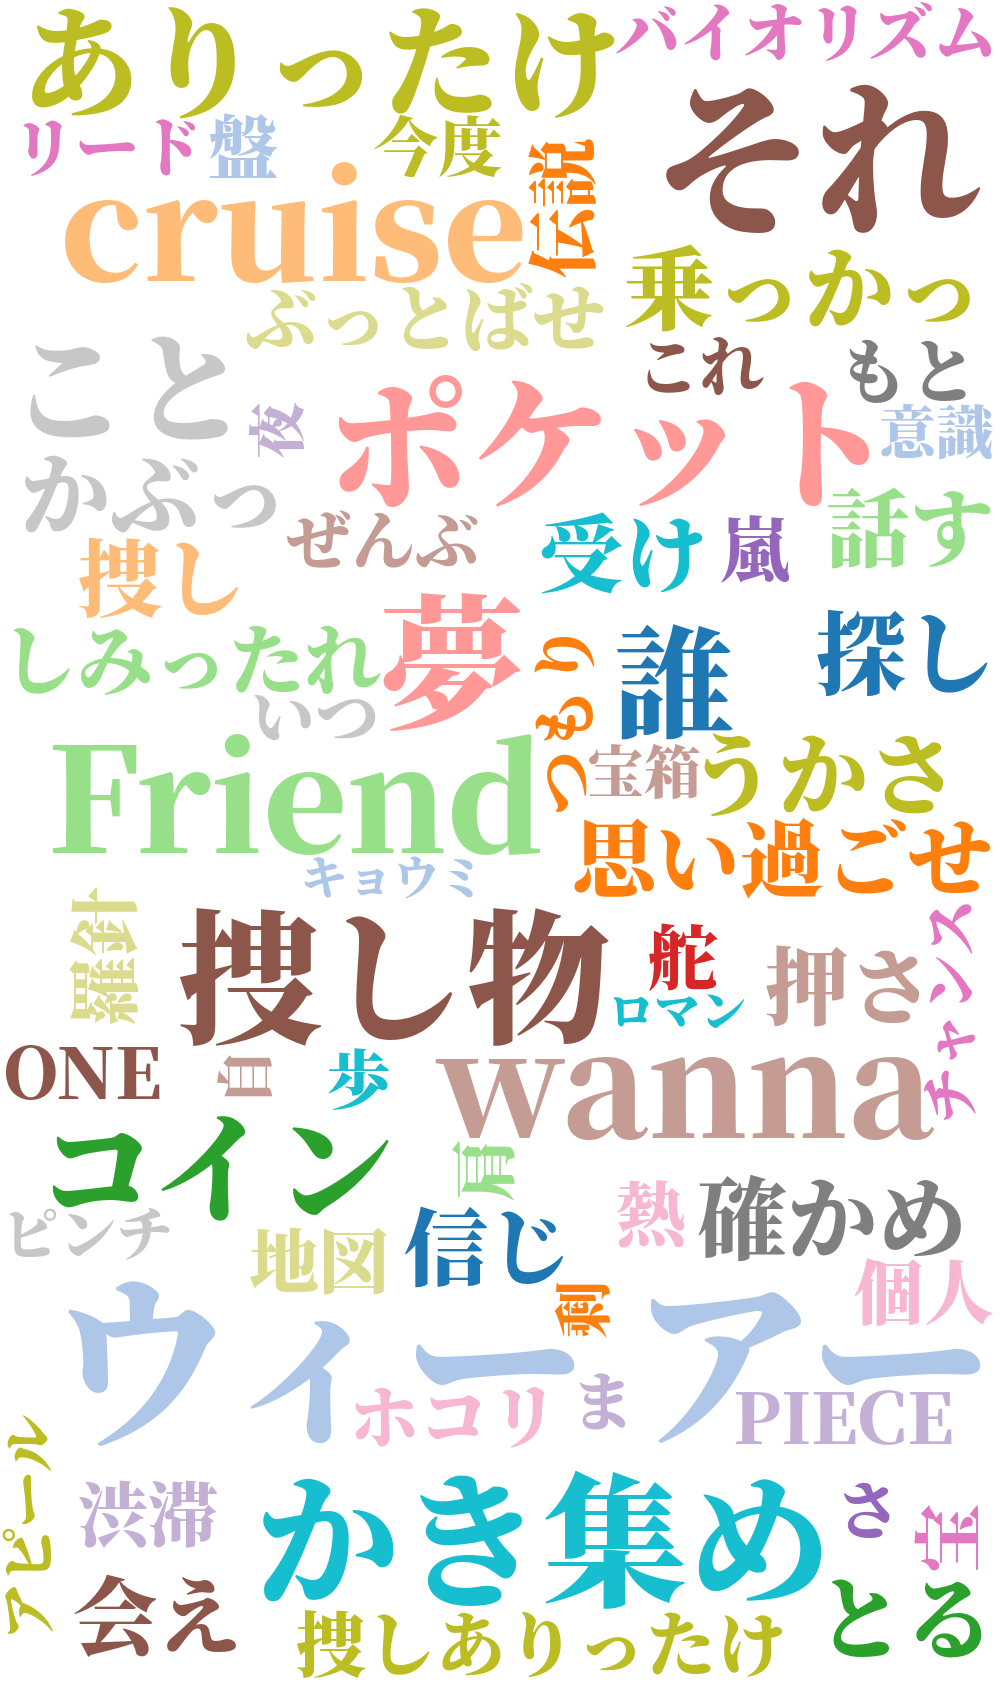 ありったけ
バイオリズム
リード
盤
今度
伝説
それ
cruise
乗っかっ
ぶっとばせ
これ
もと
こと
夜
ポケット
意識
かぶっ
ぜんぶ
受け
嵐
話す
捜し
夢
しみったれ
つもり
誰
探し
いつ
Friend
宝箱
うかさ
思い過ごせ
キョウミ
羅針
捜し物
舵
押さ
チャンス
ロマン
ONE
自
歩
wanna
コイン
肩
ピンチ
地図
信じ
熱
確かめ
個人
剰
ウィーアー
ホコリ
ま
PIECE
アピール
渋滞
かき集め
さ
宝
会え
捜しありったけ
とる